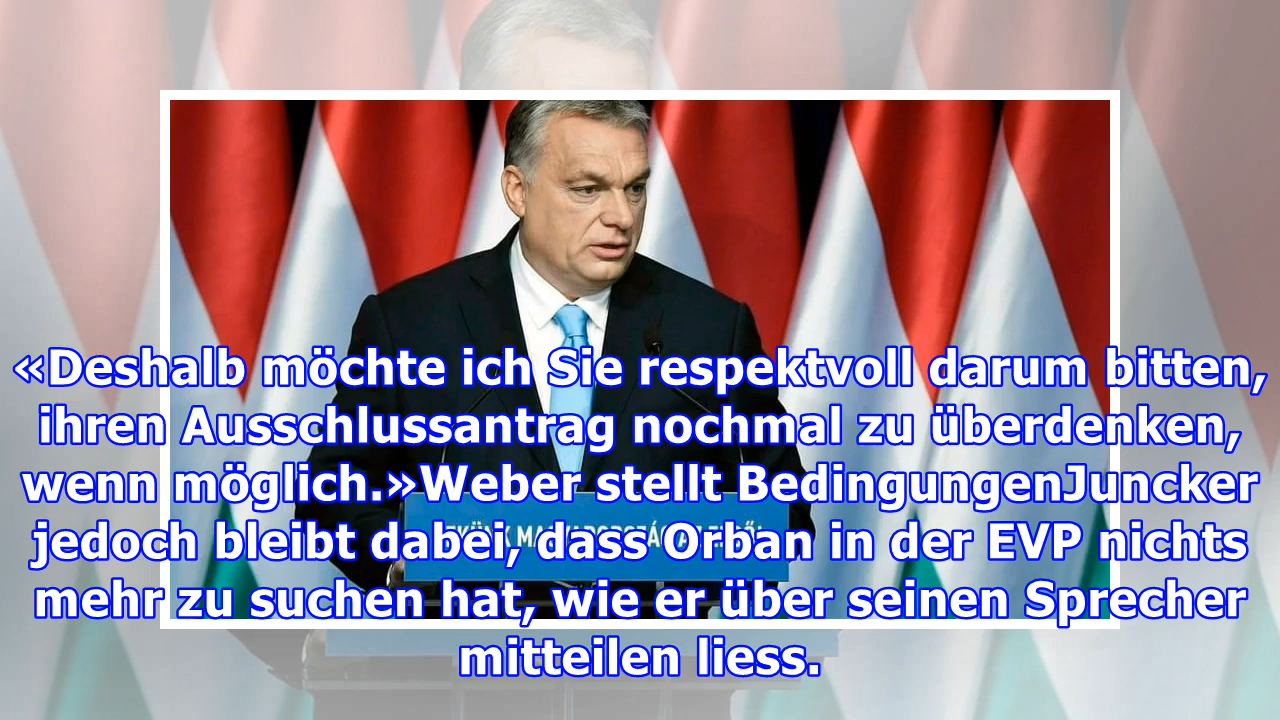 «Deshalb möchte ich Sie respektvoll darum bitten,
ihren Ausschlussantrag nochmal zu überdenken,
wenn möglich.»Weber stellt BedingungenJuncker
jedoch bleibt dabei, dass Orban in der EVP nichts
mehr zu suchen hat, wie er über seinen Sprecher
mitteilen liess.